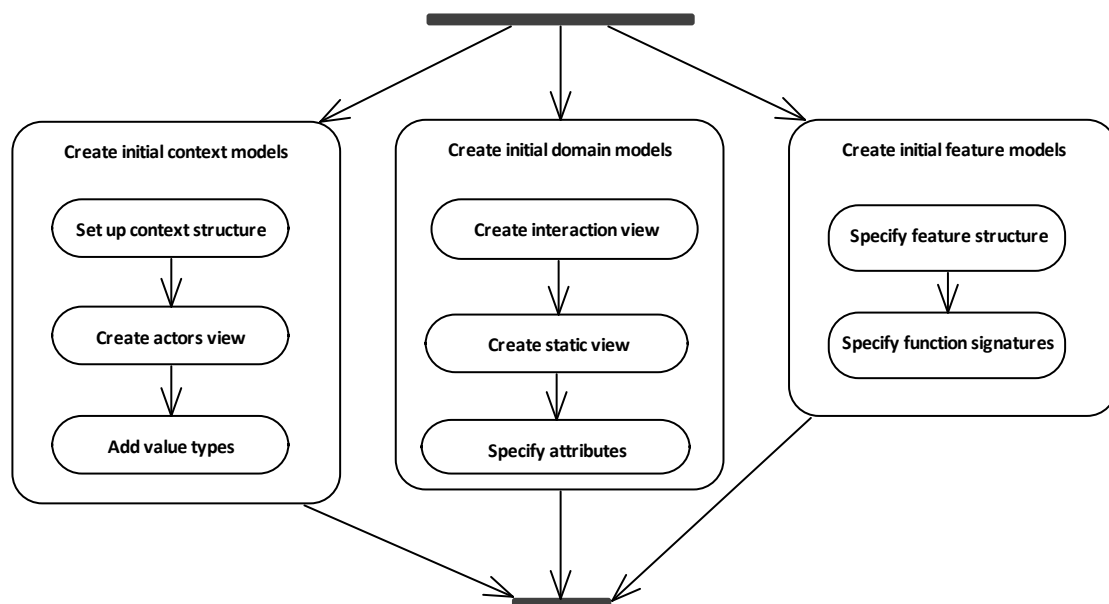 Create initial context models
Set up context structure
Create actors view
Add value types
Create initial domain models
Create interaction view
Create static view
Specify attributes
Create initial feature models
Specify feature structure
Specify function signatures